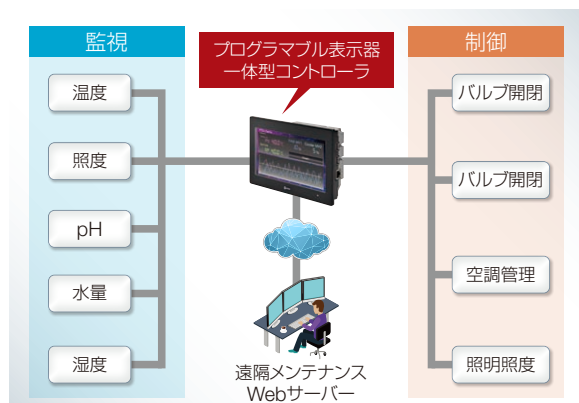 監視
プログラマブル表示器
一体型コントローラ
制御
温度
照度
pH
水量
湿度
バルブ開閉
バルブ開閉
空調管理
照明照度
遠隔メンテナンス
Webサーバー